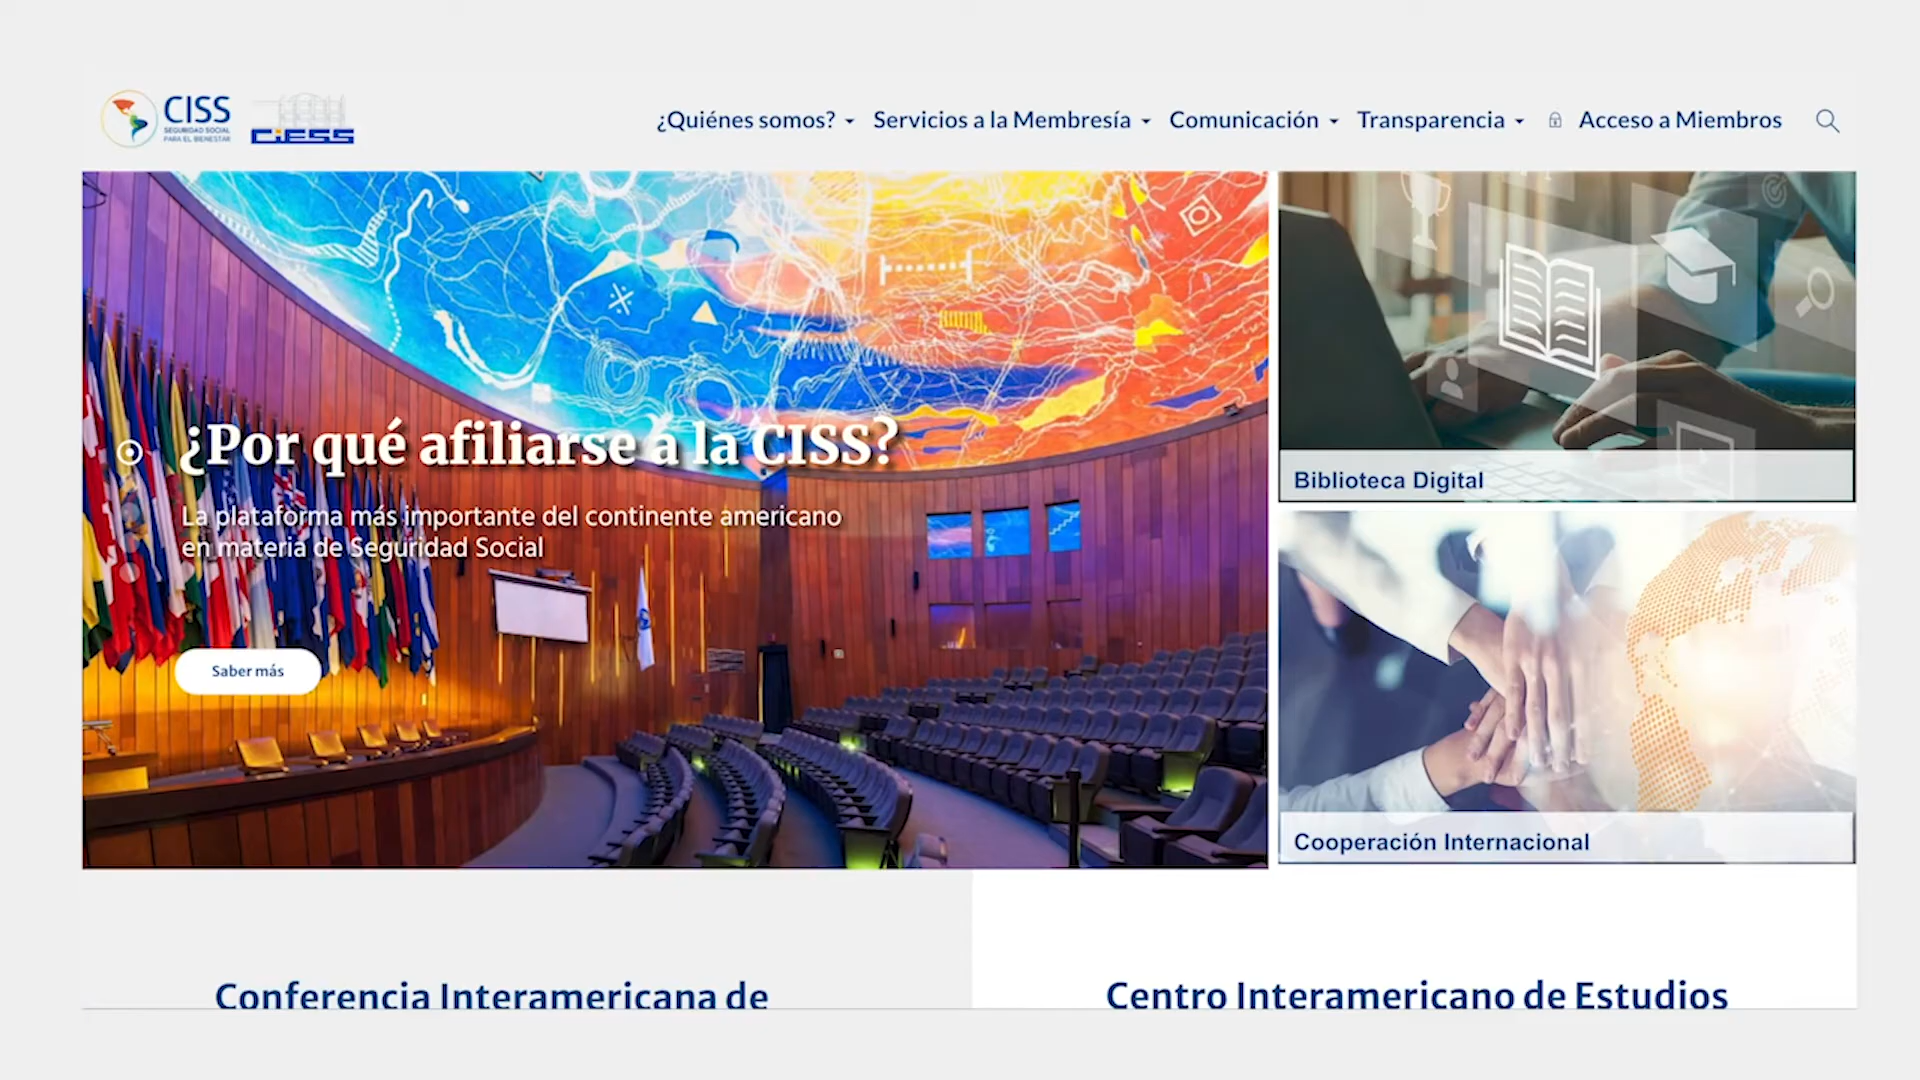 CISS
SEGURIDAD SOCIAL
PARA EL BIENESTAR
CIESS
¿Quiénes somos?
Servicios a la Membresía
Comunicación
Transparencia
Acceso a Miembros
¿Por qué afiliarse a la CISS?
La plataforma más importante del continente americano
en materia de Seguridad Social
Saber más
Biblioteca Digital
Cooperación Internacional
Conferencia Interamericana de
Centro Interamericano de Estudios